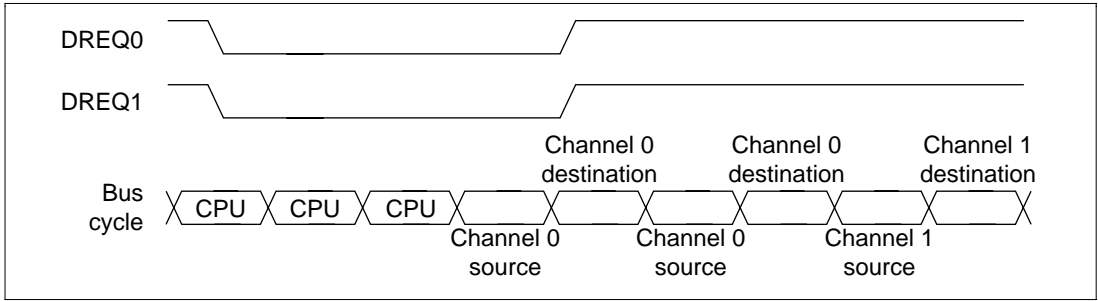 DREQ0
DREQ1
Channel 0 Channel 0 Channel 1
destination destination destination
Bus
cycle
CPU CPU CPU
Channel 0 Channel 0 Channel 1
source source source